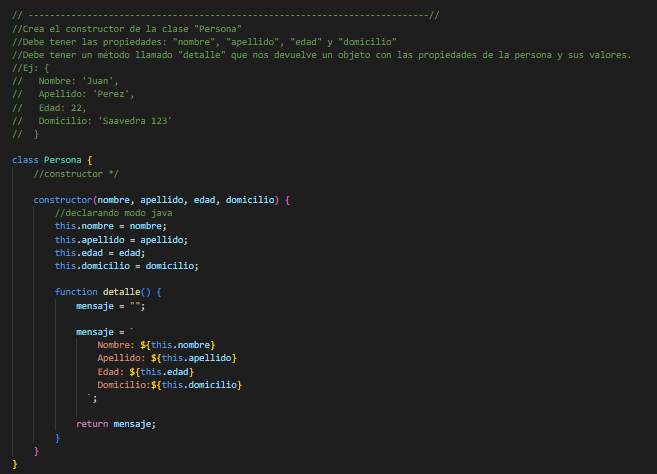 // ---------------------------------------------------------------------------//
//Crea el constructor de la clase "Persona"
//Debe tener las propiedades: "nombre", "apellido", "edad" y "domicilio"
//Debe tener un método llamado "detalle" que nos devuelve un objeto con las propiedades de la persona y sus valores.
//Ej: {
//   Nombre: 'Juan',
//   Apellido: 'Perez',
//   Edad: 22,
//   Domicilio: 'Saavedra 123'
//  }
class Persona {
    //constructor */
    constructor(nombre, apellido, edad, domicilio) {
        //declarando modo java
        this.nombre = nombre;
        this.apellido = apellido;
        this.edad = edad;
        this.domicilio = domicilio;
        function detalle() {
            mensaje = "";
            mensaje = `
                Nombre: ${this.nombre}
                Apellido: ${this.apellido}
                Edad: ${this.edad}
                Domicilio:${this.domicilio}
              `;
            return mensaje;
        }
    }
}